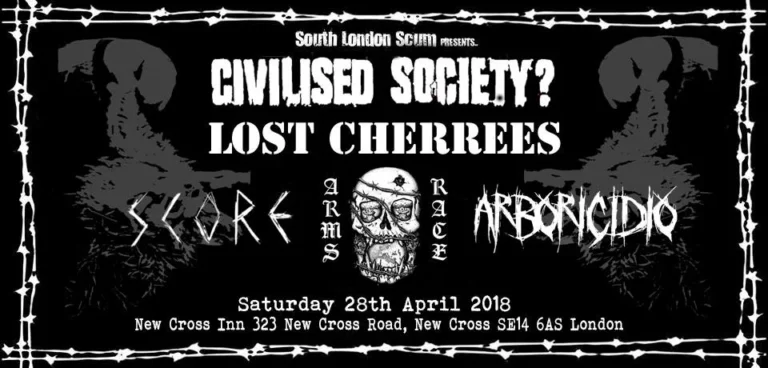 South London Scum PRESENTS..
CIVILISED SOCIETY?
LOST CHERREES
SCORE
ARMS
RACE
ARBORICIDIO
Saturday 28th April 2018
New Cross Inn 323 New Cross Road, New Cross SE14 6AS London